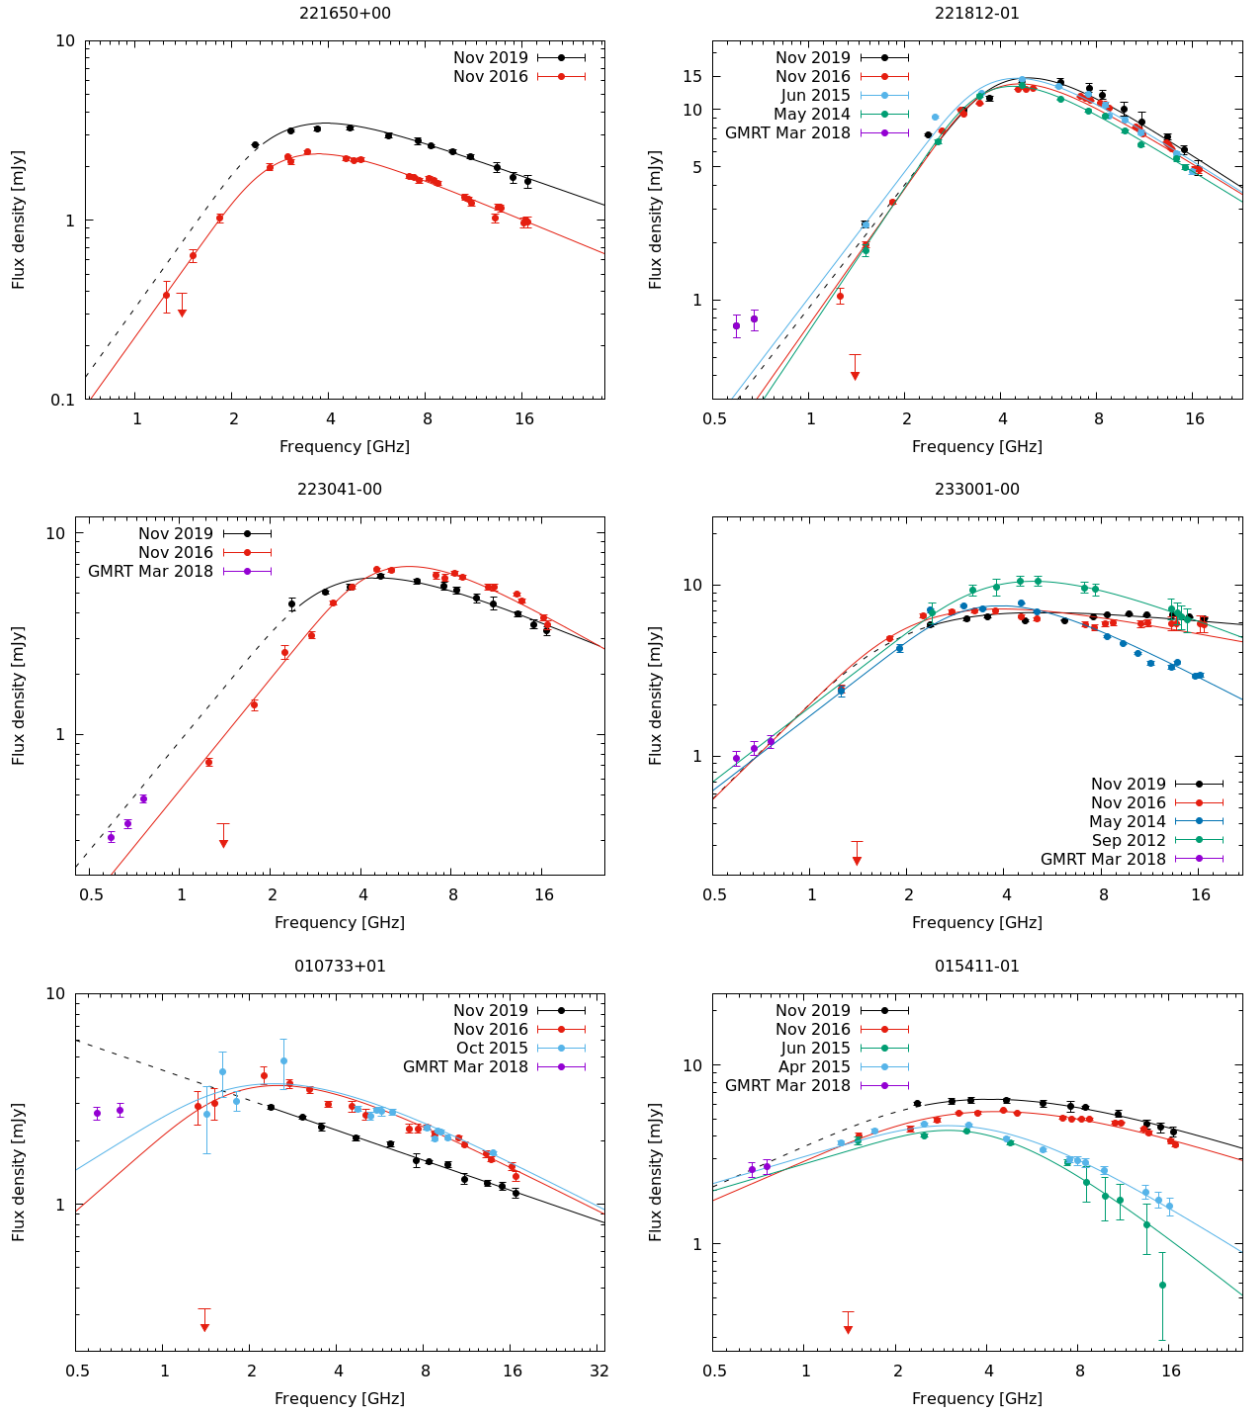 221650+00
Flux density [mJy]
10
1
0.1
Nov 2019
Nov 2016
1
2
4
8
16
Frequency [GHz]
221812-01
Flux density [mJy]
15
10
5
1
Nov 2019
Nov 2016
Jun 2015
May 2014
GMRT Mar 2018
0.5
1
2
4
8
16
Frequency [GHz]
223041-00
Flux density [mJy]
10
1
Nov 2019
Nov 2016
GMRT Mar 2018
0.5
1
2
4
8
16
Frequency [GHz]
233001-00
Flux density [mJy]
10
1
Nov 2019
Nov 2016
May 2014
Sep 2012
GMRT Mar 2018
0.5
1
2
4
8
16
Frequency [GHz]
010733+01
Flux density [mJy]
10
1
Nov 2019
Nov 2016
Oct 2015
GMRT Mar 2018
0.5
1
2
4
8
16
32
Frequency [GHz]
015411-01
Flux density [mJy]
10
1
Nov 2019
Nov 2016
Jun 2015
Apr 2015
GMRT Mar 2018
0.5
1
2
4
8
16
Frequency [GHz]